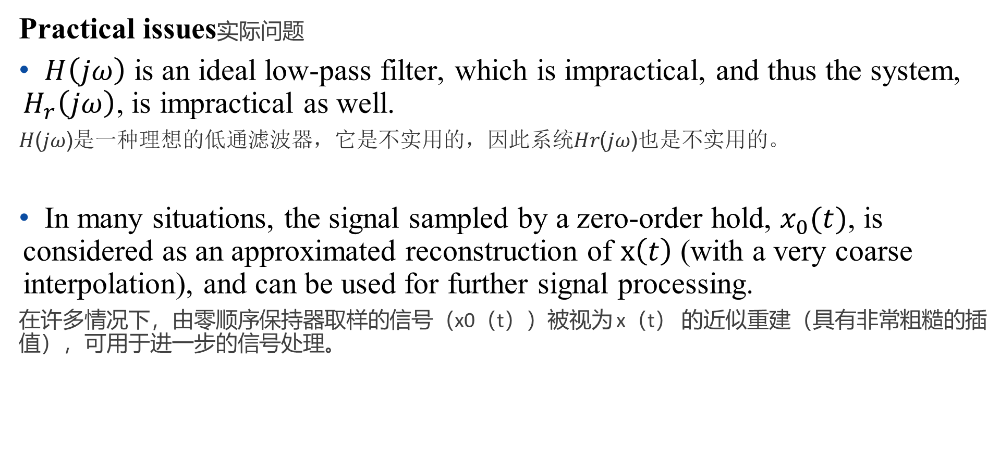 Practical issues实际问题
• H(jω) is an ideal low-pass filter, which is impractical, and thus the system,
Hᵣ(jω), is impractical as well.
H(jω)是一种理想的低通滤波器，它是不实用的，因此系统Hr(jω)也是不实用的。
• In many situations, the signal sampled by a zero-order hold, x₀(t), is
considered as an approximated reconstruction of x(t) (with a very coarse
interpolation), and can be used for further signal processing.
在许多情况下，由零顺序保持器取样的信号（x0（t））被视为x（t） 的近似重建（具有非常粗糙的插
值），可用于进一步的信号处理。